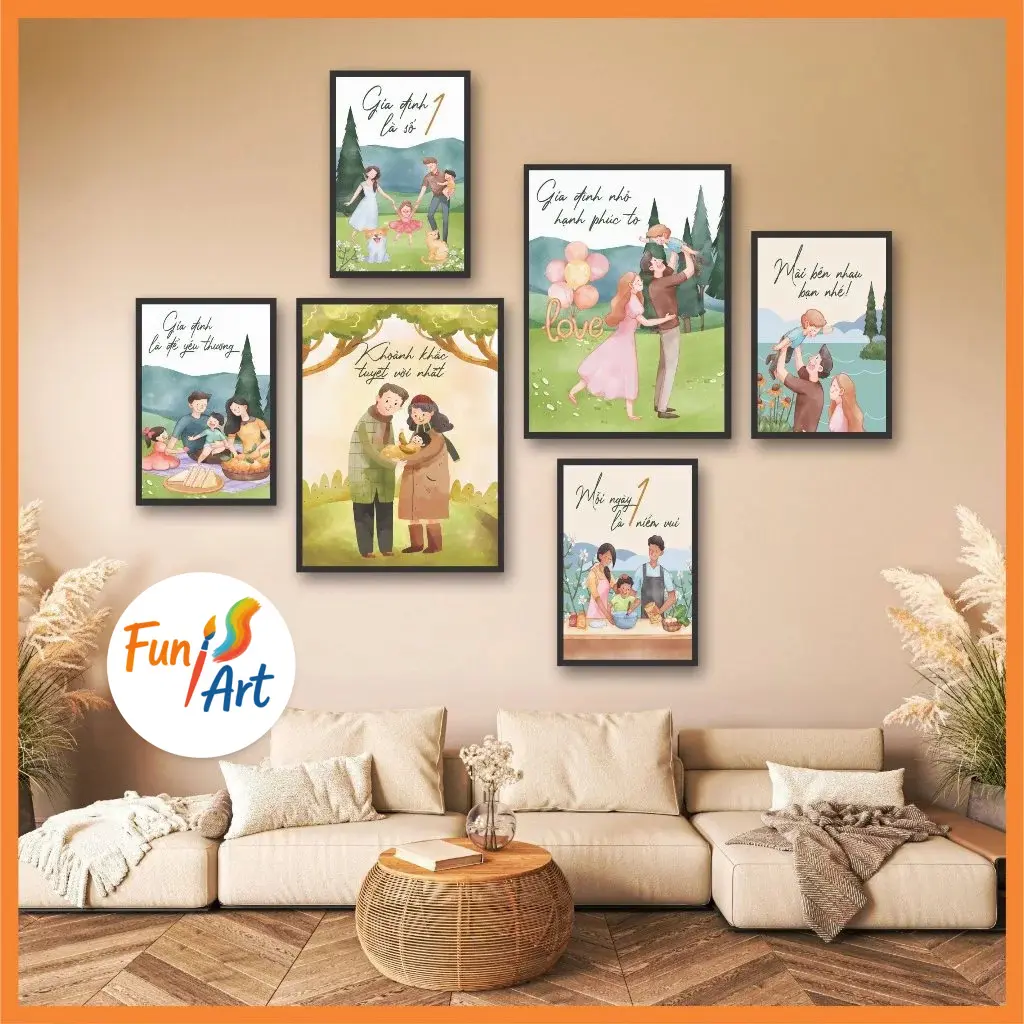 Gia đình
là số 1
Gia đình nhỏ
hạnh phúc to
love
Mãi bên nhau
bạn nhé!
Gia đình
là để yêu thương
Khoảnh khắc
tuyệt vời nhất
Mỗi ngày
là 1 niềm vui
Fun
Art